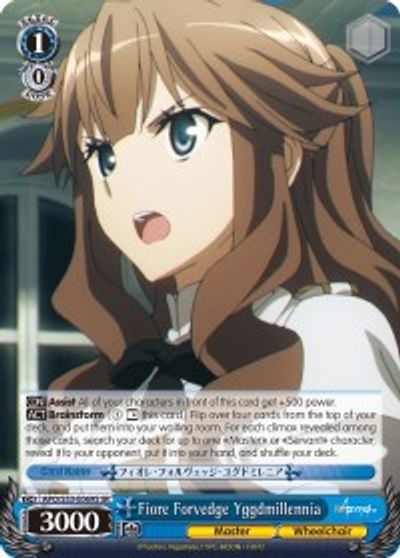 1
0
CONT Assist All of your characters in front of this card get +500 power.
ACT Brainstorm [① this card] Flip over four cards from the top of your
deck, and put them into your waiting room. For each climax revealed among
those cards, search your deck for up to one «Master» or «Servant» character,
reveal it to your opponent, put it into your hand, and shuffle your deck.
Card Name フィオレ・フォルヴェッジ・ユグドミレニア
3000
Fiore Forvedge Yggdmillennia
Master
Wheelchair